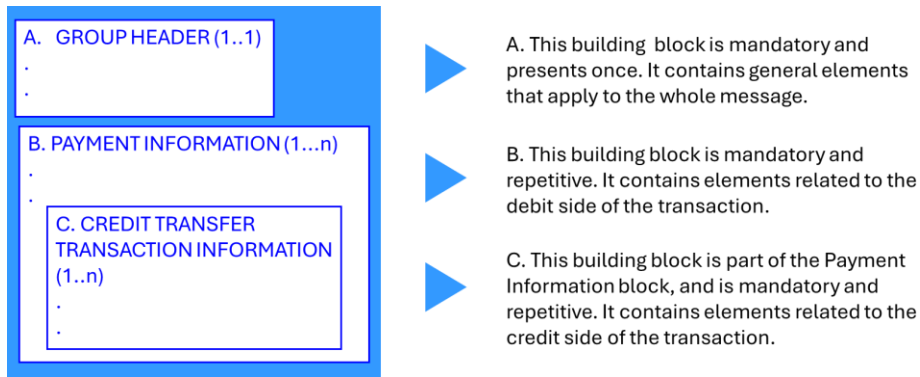 A. GROUP HEADER (1..1)
.
.
B. PAYMENT INFORMATION (1...n)
.
.
C. CREDIT TRANSFER
TRANSACTION INFORMATION
(1..n)
.
.
A. This building block is mandatory and
presents once. It contains general elements
that apply to the whole message.
B. This building block is mandatory and
repetitive. It contains elements related to the
debit side of the transaction.
C. This building block is part of the Payment
Information block, and is mandatory and
repetitive. It contains elements related to the
credit side of the transaction.